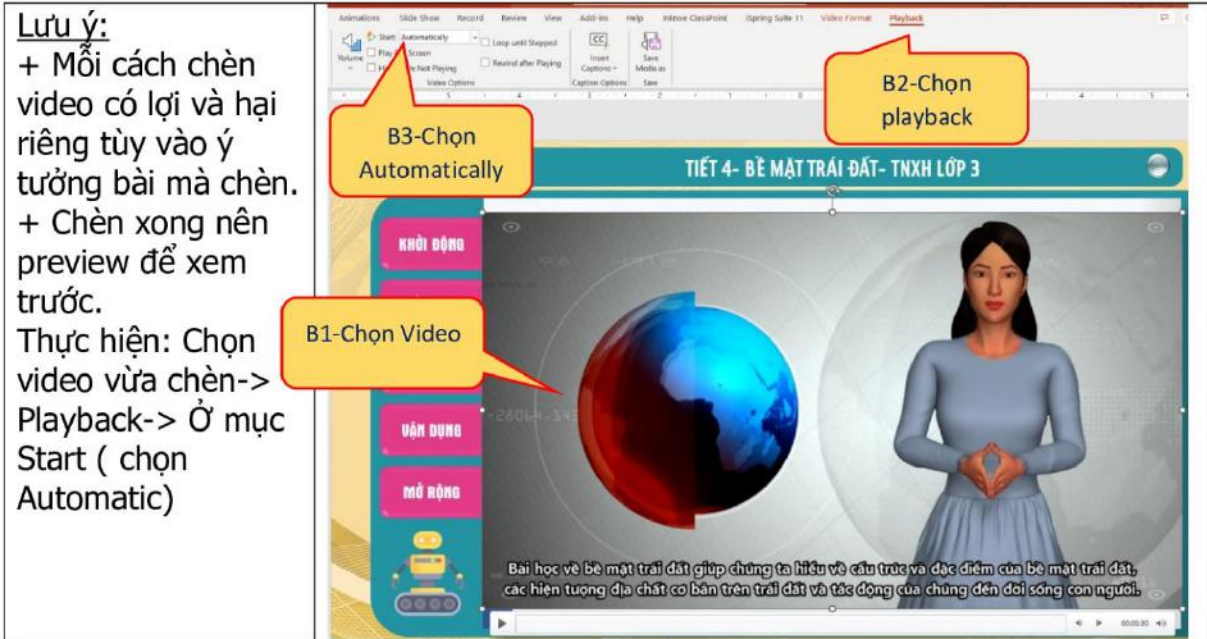 Lưu ý:
+ Mỗi cách chèn
video có lợi và hại
riêng tùy vào ý
tưởng bài mà chèn.
+ Chèn xong nên
preview để xem
trước.
Thực hiện: Chọn
video vừa chèn->
Playback-> Ở mục
Start ( chọn
Automatic)
Animations Slide Show Record Review View Add-ins Help Inknoe ClassPoint iSpring Suite 11 Video Format Playback
Volume
Start: Automatically
Play Screen
Not Playing
Loop until Stopped
Rewind after Playing
Video Options
Insert
Captions
Caption Options
Save
Media as
Save
B2-Chọn
playback
B3-Chọn
Automatically
TIẾT 4- BỀ MẶT TRÁI ĐẤT- TNXH LỚP 3
KHỞI ĐỘNG
B1-Chọn Video
VẬN DỤNG
MỞ RỘNG
Bài học về bề mặt trái đất giúp chúng ta hiểu về cấu trúc và đặc điểm của bề mặt trái đất,
các hiện tượng địa chất cơ bản trên trái đất và tác động của chúng đến đời sống con người.
00:00.00